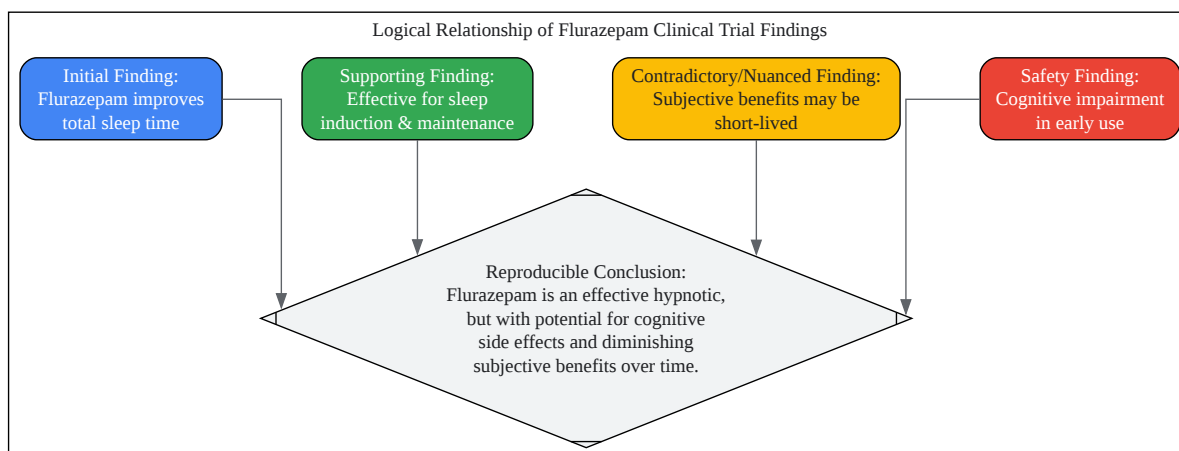 Logical Relationship of Flurazepam Clinical Trial Findings
Initial Finding:
Flurazepam improves
total sleep time
Supporting Finding:
Effective for sleep
induction & maintenance
Contradictory/Nuanced Finding:
Subjective benefits may be
short-lived
Safety Finding:
Cognitive impairment
in early use
Reproducible Conclusion:
Flurazepam is an effective hypnotic,
but with potential for cognitive
side effects and diminishing
subjective benefits over time.